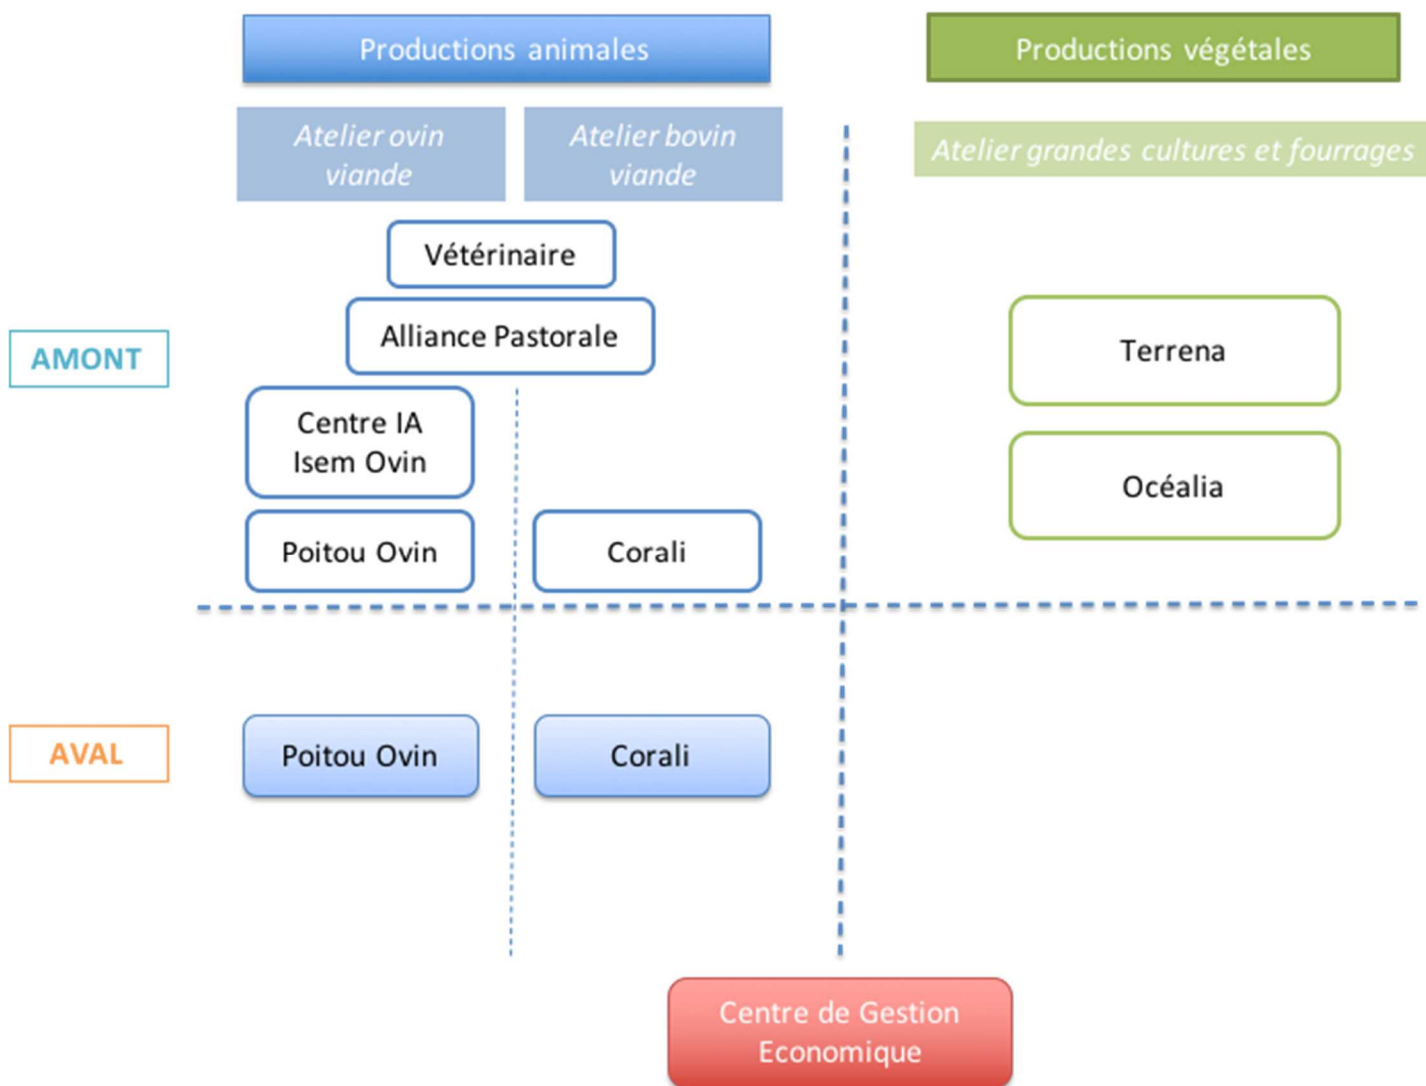 Productions animales
Productions végétales
Atelier ovin
viande
Atelier bovin
viande
Atelier grandes cultures et fourrages
Vétérinaire
Alliance Pastorale
AMONT
Terrena
Centre IA
Isem Ovin
Océalia
Poitou Ovin
Corali
AVAL
Poitou Ovin
Corali
Centre de Gestion
Economique